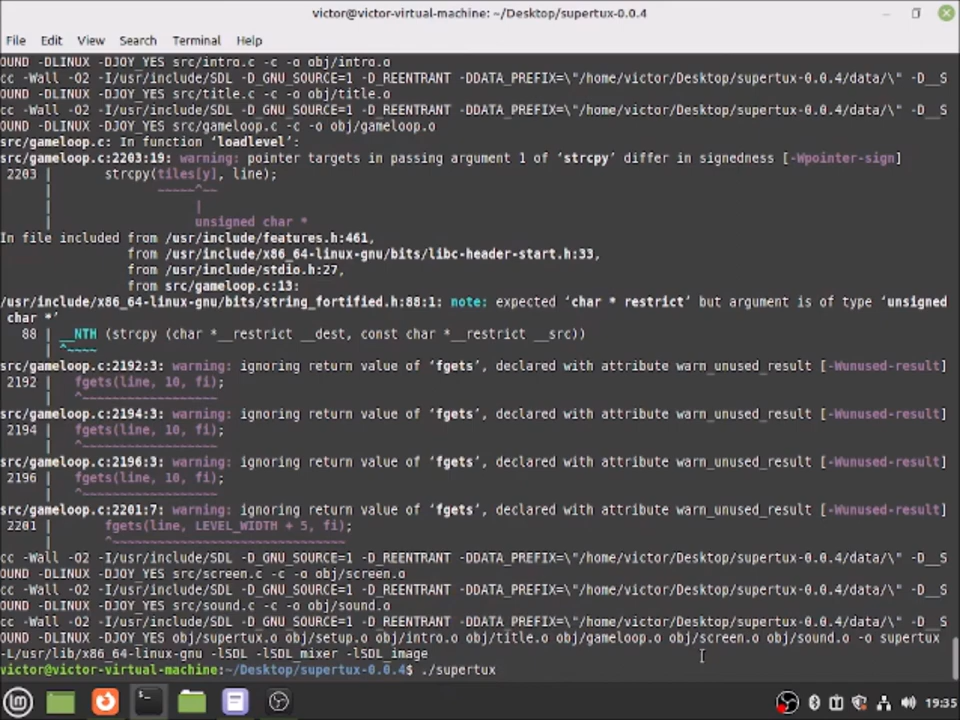 victor@victor-virtual-machine: ~/Desktop/supertux-0.0.4
File Edit View Search Terminal Help
OUND -DLINUX -DJOY_YES src/intro.c -c -o obj/intro.o
cc -Wall -O2 -I/usr/include/SDL -D_GNU_SOURCE=1 -D_REENTRANT -DDATA_PREFIX=\"/home/victor/Desktop/supertux-0.0.4/data/\" -D__S
OUND -DLINUX -DJOY_YES src/title.c -c -o obj/title.o
cc -Wall -O2 -I/usr/include/SDL -D_GNU_SOURCE=1 -D_REENTRANT -DDATA_PREFIX=\"/home/victor/Desktop/supertux-0.0.4/data/\" -D__S
OUND -DLINUX -DJOY_YES src/gameloop.c -c -o obj/gameloop.o
src/gameloop.c: In function ‘loadlevel’:
src/gameloop.c:2203:19: warning: pointer targets in passing argument 1 of ‘strcpy’ differ in signedness [-Wpointer-sign]
2203 |       strcpy(tiles[y], line);
     |              ~~~~~^~~
     |                   |
     |                   unsigned char *
In file included from /usr/include/features.h:461,
                 from /usr/include/x86_64-linux-gnu/bits/libc-header-start.h:33,
                 from /usr/include/stdio.h:27,
                 from src/gameloop.c:13:
/usr/include/x86_64-linux-gnu/bits/string_fortified.h:88:1: note: expected ‘char * restrict’ but argument is of type ‘unsigned
char *’
   88 | __NTH (strcpy (char *__restrict __dest, const char *__restrict __src))
      | ^~~~~
src/gameloop.c:2192:3: warning: ignoring return value of ‘fgets’, declared with attribute warn_unused_result [-Wunused-result]
2192 |   fgets(line, 10, fi);
     |   ^~~~~~~~~~~~~~~~~~~
src/gameloop.c:2194:3: warning: ignoring return value of ‘fgets’, declared with attribute warn_unused_result [-Wunused-result]
2194 |   fgets(line, 10, fi);
     |   ^~~~~~~~~~~~~~~~~~~
src/gameloop.c:2196:3: warning: ignoring return value of ‘fgets’, declared with attribute warn_unused_result [-Wunused-result]
2196 |   fgets(line, 10, fi);
     |   ^~~~~~~~~~~~~~~~~~~
src/gameloop.c:2201:7: warning: ignoring return value of ‘fgets’, declared with attribute warn_unused_result [-Wunused-result]
2201 |       fgets(line, LEVEL_WIDTH + 5, fi);
     |       ^~~~~~~~~~~~~~~~~~~~~~~~~~~~~~~~
cc -Wall -O2 -I/usr/include/SDL -D_GNU_SOURCE=1 -D_REENTRANT -DDATA_PREFIX=\"/home/victor/Desktop/supertux-0.0.4/data/\" -D__S
OUND -DLINUX -DJOY_YES src/screen.c -c -o obj/screen.o
cc -Wall -O2 -I/usr/include/SDL -D_GNU_SOURCE=1 -D_REENTRANT -DDATA_PREFIX=\"/home/victor/Desktop/supertux-0.0.4/data/\" -D__S
OUND -DLINUX -DJOY_YES src/sound.c -c -o obj/sound.o
cc -Wall -O2 -I/usr/include/SDL -D_GNU_SOURCE=1 -D_REENTRANT -DDATA_PREFIX=\"/home/victor/Desktop/supertux-0.0.4/data/\" -D__S
OUND -DLINUX -DJOY_YES obj/supertux.o obj/setup.o obj/intro.o obj/title.o obj/gameloop.o obj/screen.o obj/sound.o -o supertux
-L/usr/lib/x86_64-linux-gnu -lSDL -lSDL_mixer -lSDL_image
victor@victor-virtual-machine:~/Desktop/supertux-0.0.4$ ./supertux
19:35